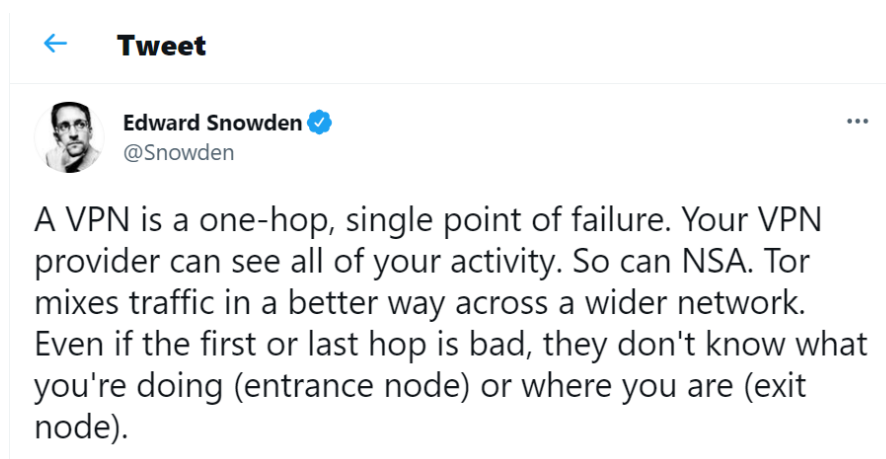 Tweet
Edward Snowden
@Snowden
A VPN is a one-hop, single point of failure. Your VPN
provider can see all of your activity. So can NSA. Tor
mixes traffic in a better way across a wider network.
Even if the first or last hop is bad, they don't know what
you're doing (entrance node) or where you are (exit
node).